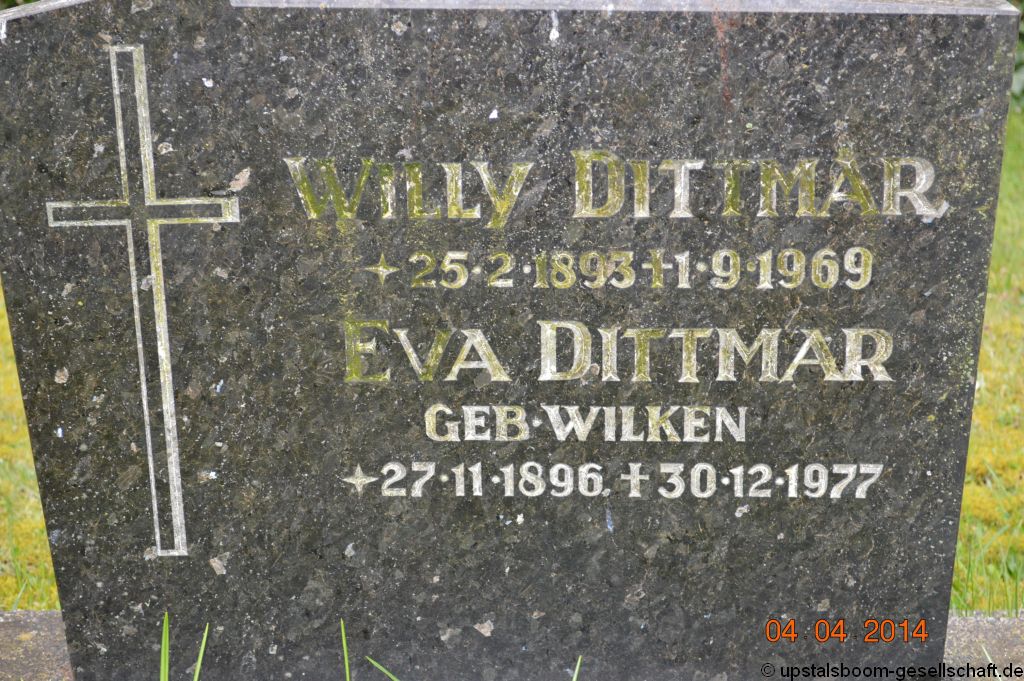 WILLY DITTMAR
✦ 25·2·1893 † 1·9·1969
EVA DITTMAR
GEB·WILKEN
✦ 27·11·1896. † 30·12·1977
04 04 2014
© upstalsboom-gesellschaft.de